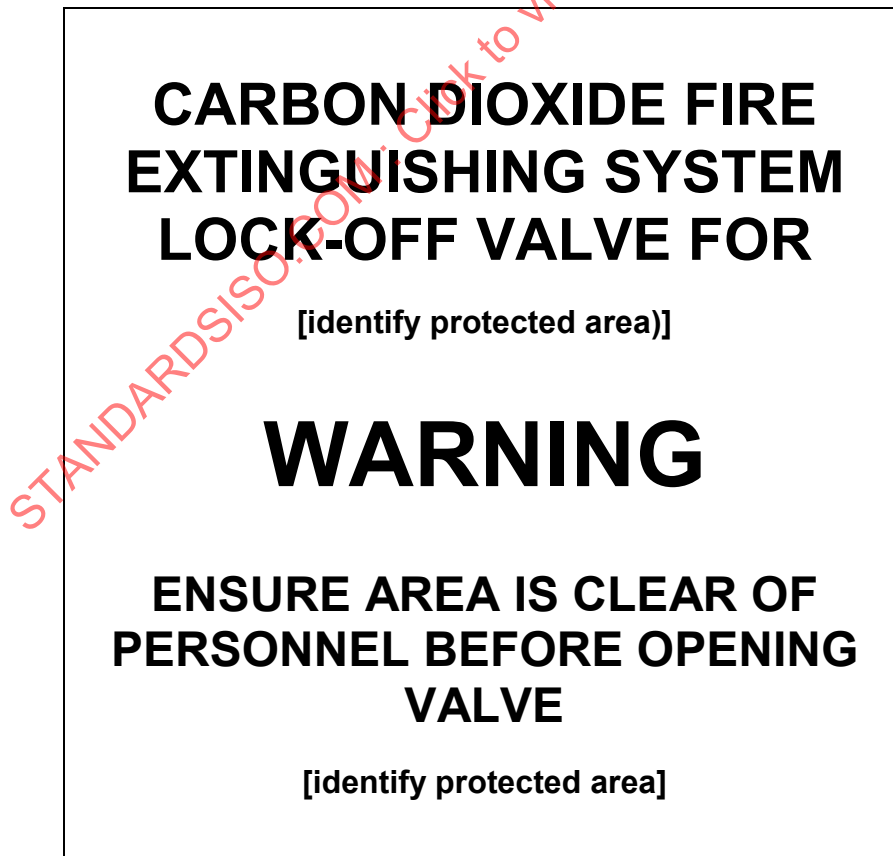 CARBON DIOXIDE FIRE
EXTINGUISHING SYSTEM
LOCK-OFF VALVE FOR
[identify protected area)]
WARNING
ENSURE AREA IS CLEAR OF
PERSONNEL BEFORE OPENING
VALVE
[identify protected area]
STANDARDSISO.COM : Click to